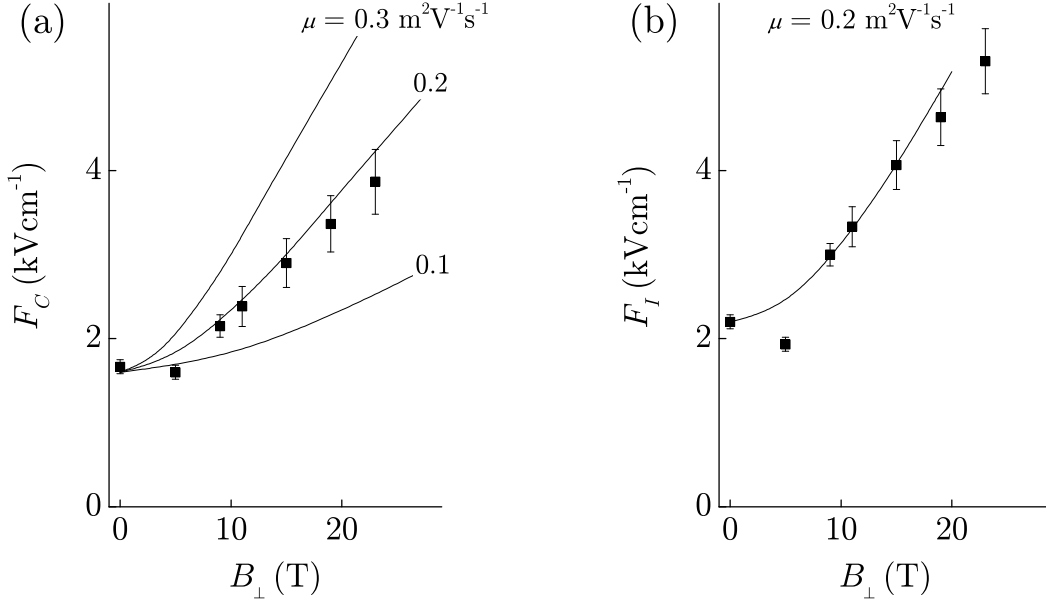 (a)
μ = 0.3 m²V⁻¹s⁻¹
0.2
0.1
4
2
0
0
10
20
F_C (kVcm⁻¹)
B_⊥ (T)
(b)
μ = 0.2 m²V⁻¹s⁻¹
4
2
0
0
10
20
F_I (kVcm⁻¹)
B_⊥ (T)